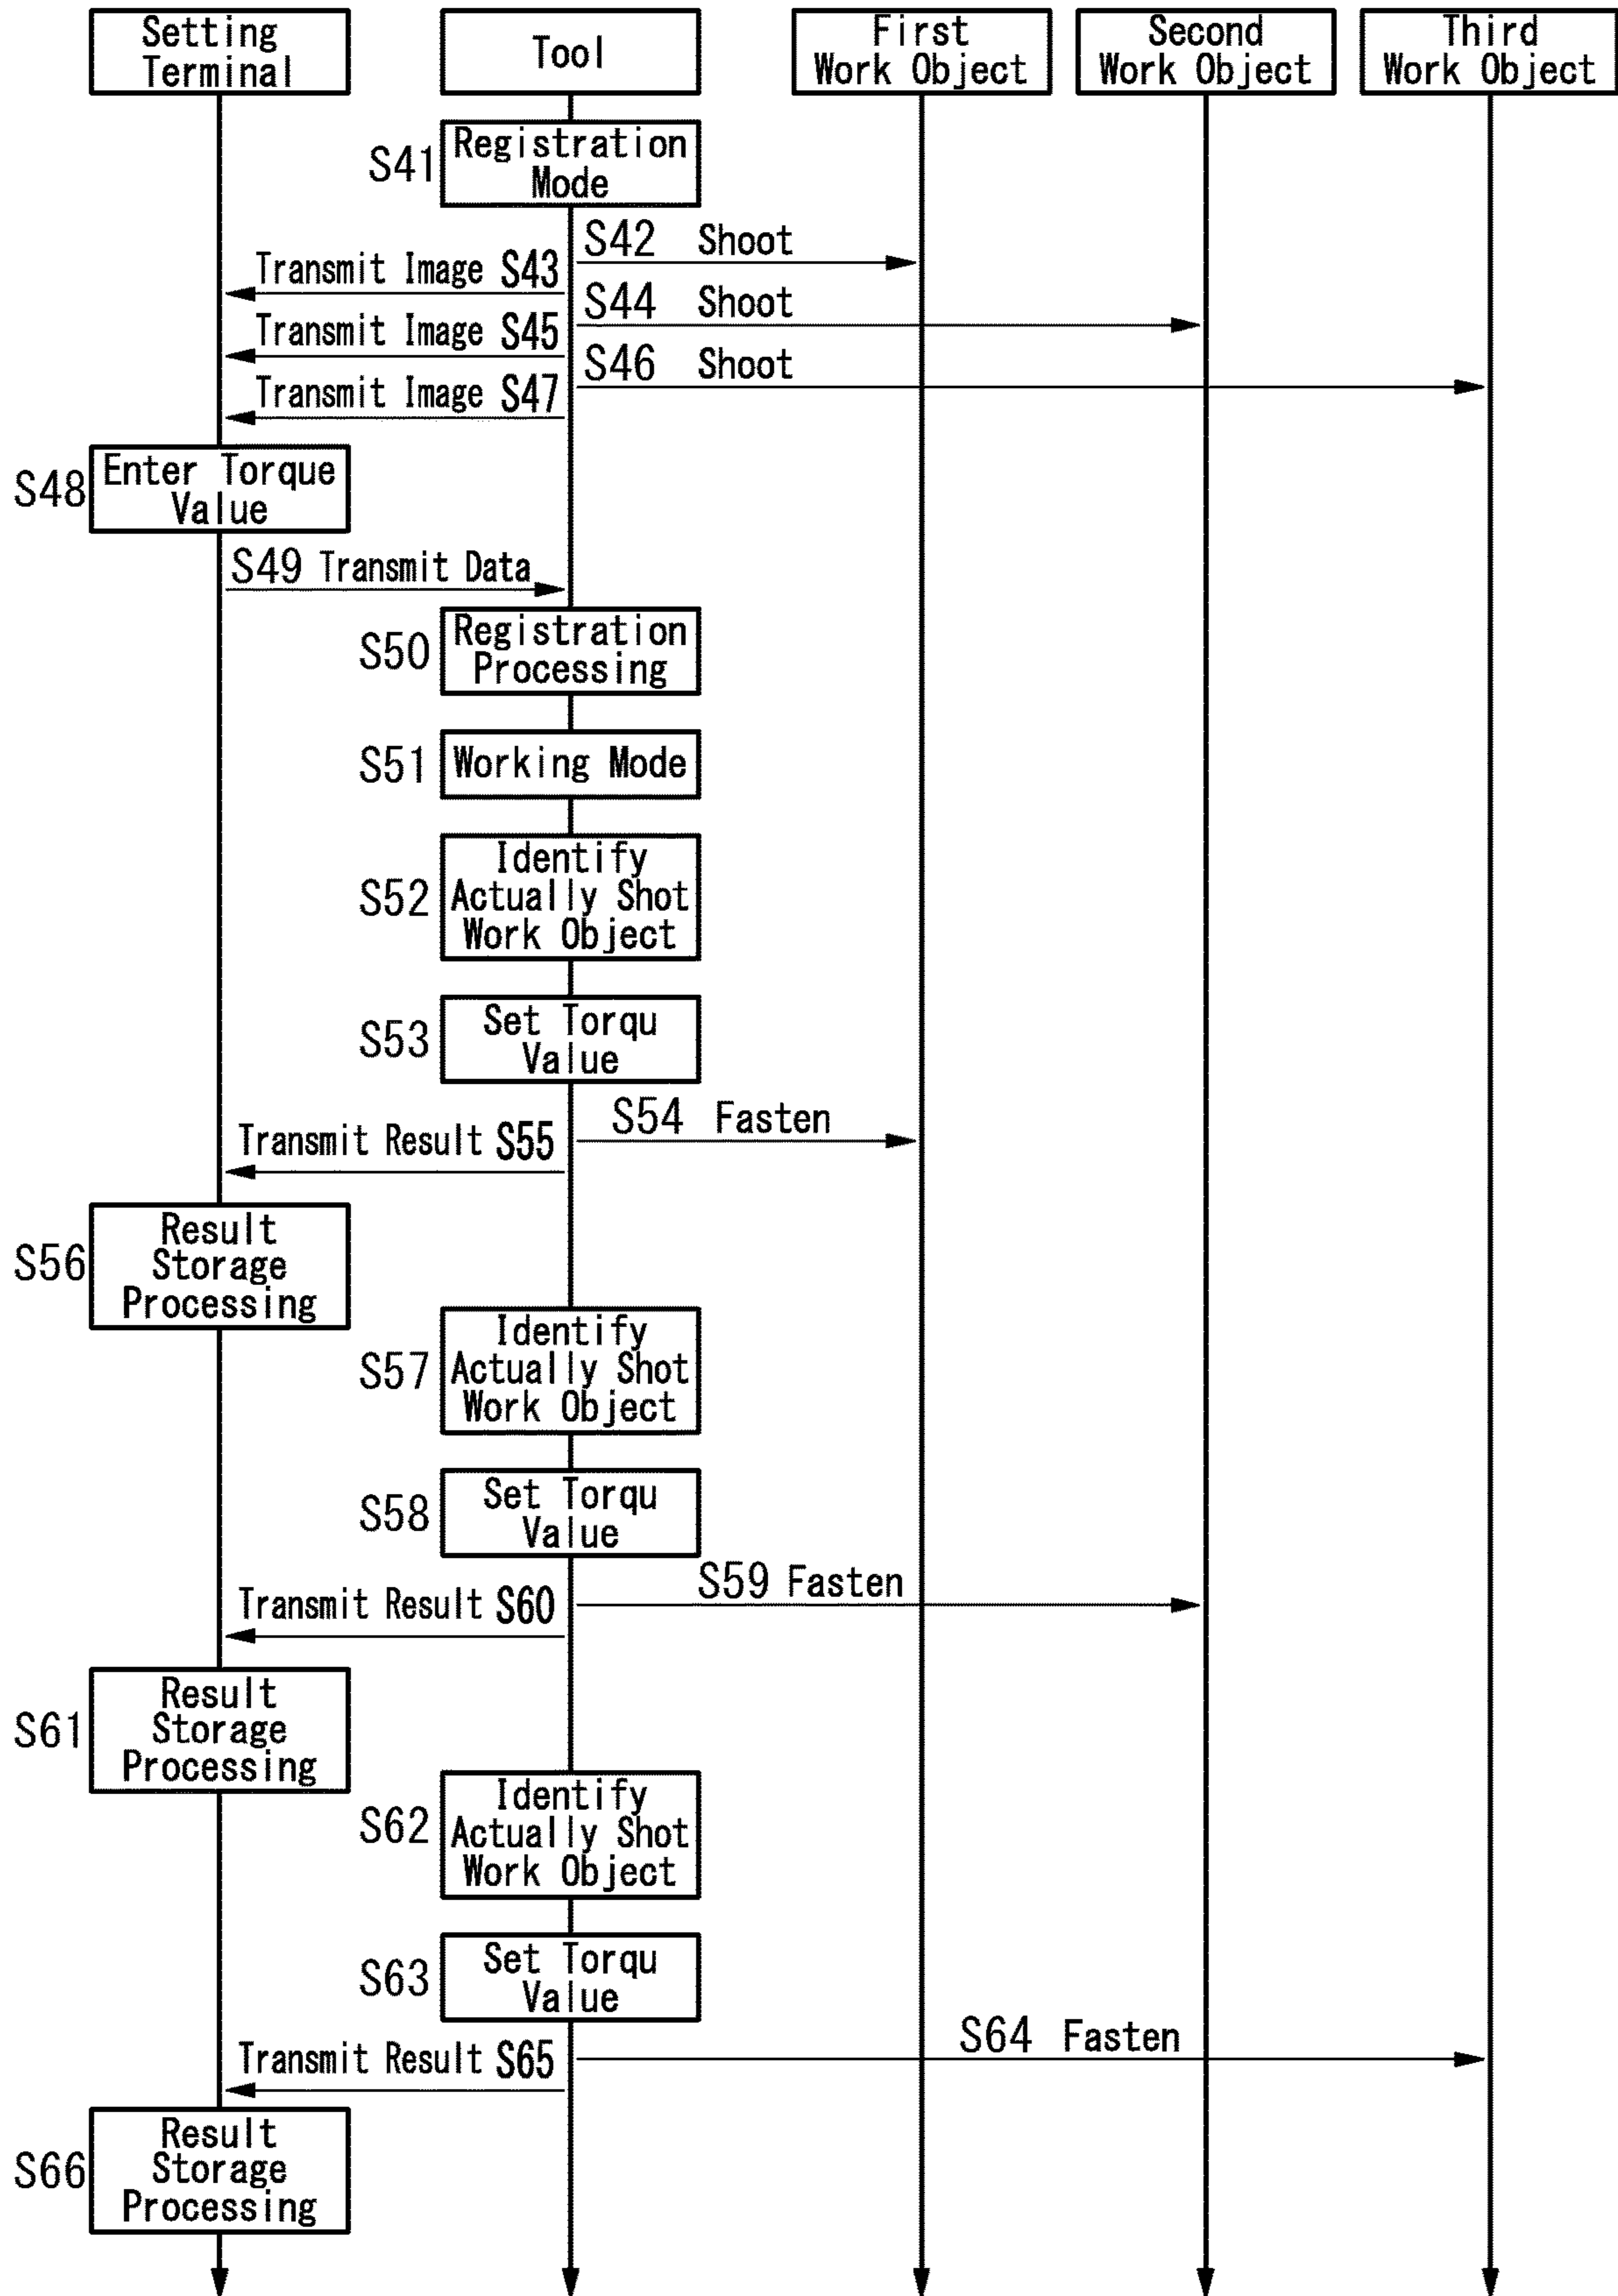 Setting
Terminal
Tool
First
Work Object
Second
Work Object
Third
Work Object
S41
Registration
Mode
S42 Shoot
Transmit Image S43
S44 Shoot
Transmit Image S45
S46 Shoot
Transmit Image S47
S48
Enter Torque
Value
S49 Transmit Data
S50
Registration
Processing
S51
Working Mode
S52
Identify
Actually Shot
Work Object
S53
Set Torqu
Value
S54 Fasten
Transmit Result S55
S56
Result
Storage
Processing
S57
Identify
Actually Shot
Work Object
S58
Set Torqu
Value
S59 Fasten
Transmit Result S60
S61
Result
Storage
Processing
S62
Identify
Actually Shot
Work Object
S63
Set Torqu
Value
S64 Fasten
Transmit Result S65
S66
Result
Storage
Processing